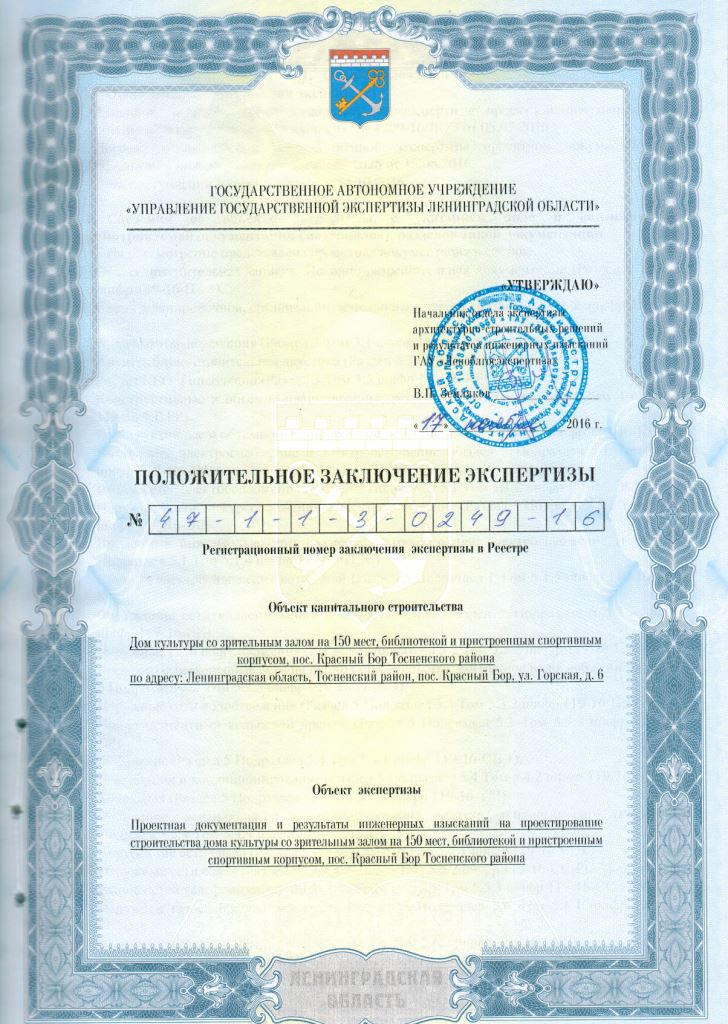 ГОСУДАРСТВЕННОЕ АВТОНОМНОЕ УЧРЕЖДЕНИЕ
«УПРАВЛЕНИЕ ГОСУДАРСТВЕННОЙ ЭКСПЕРТИЗЫ ЛЕНИНГРАДСКОЙ ОБЛАСТИ»
«УТВЕРЖДАЮ»
Начальник отдела экспертизы
архитектурно-строительных решений
и результатов инженерных изысканий
ГАУ «Леноблгосэкспертиза»
В.П. Земляков
«17» ноября 2016 г.
ПОЛОЖИТЕЛЬНОЕ ЗАКЛЮЧЕНИЕ ЭКСПЕРТИЗЫ
№ 47-1-1-3-0249-16
Регистрационный номер заключения экспертизы в Реестре
Объект капитального строительства
Дом культуры со зрительным залом на 150 мест, библиотекой и пристроенным спортивным
корпусом, пос. Красный Бор Тосненского района
по адресу: Ленинградская область, Тосненский район, пос. Красный Бор, ул. Горская, д. 6
Объект экспертизы
Проектная документация и результаты инженерных изысканий на проектирование
строительства дома культуры со зрительным залом на 150 мест, библиотекой и пристроенным
спортивным корпусом, пос. Красный Бор Тосненского района
ЛЕНИНГРАДСКАЯ
ОБЛАСТЬ